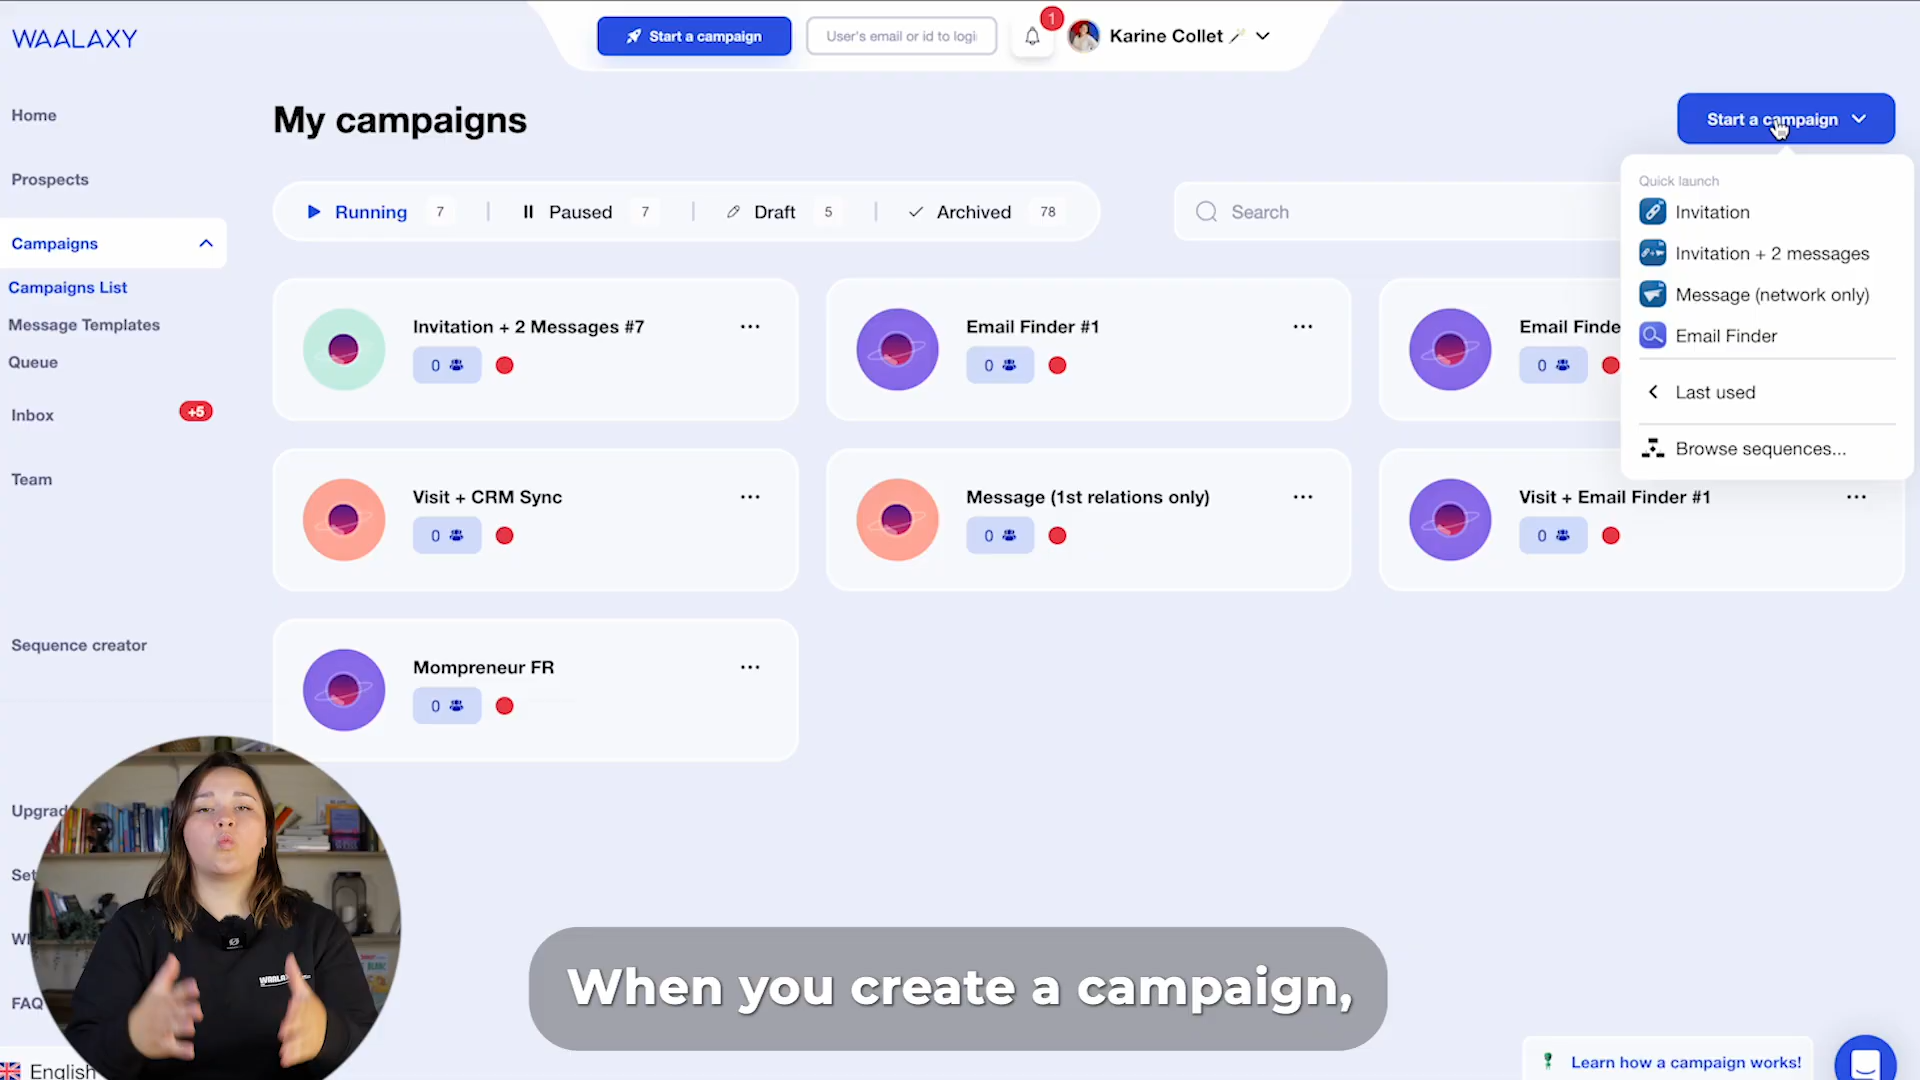 WAALAXY
Start a campaign
User's email or id to logi
1
Karine Collet
Home
My campaigns
Start a campaign
Prospects
Quick launch
Running 7
Paused 7
Draft 5
Archived 78
Search
Invitation
Campaigns
Invitation + 2 messages
Campaigns List
Message (network only)
Message Templates
Invitation + 2 Messages #7
Email Finder #1
Email Finde
Email Finder
Queue
0
0
0
Last used
Inbox
+5
Browse sequences...
Team
Visit + CRM Sync
Message (1st relations only)
Visit + Email Finder #1
0
0
0
Sequence creator
Mompreneur FR
0
Upgrad
Set
Wh
WAALAXY
When you create a campaign,
FAQ
English
Learn how a campaign works!